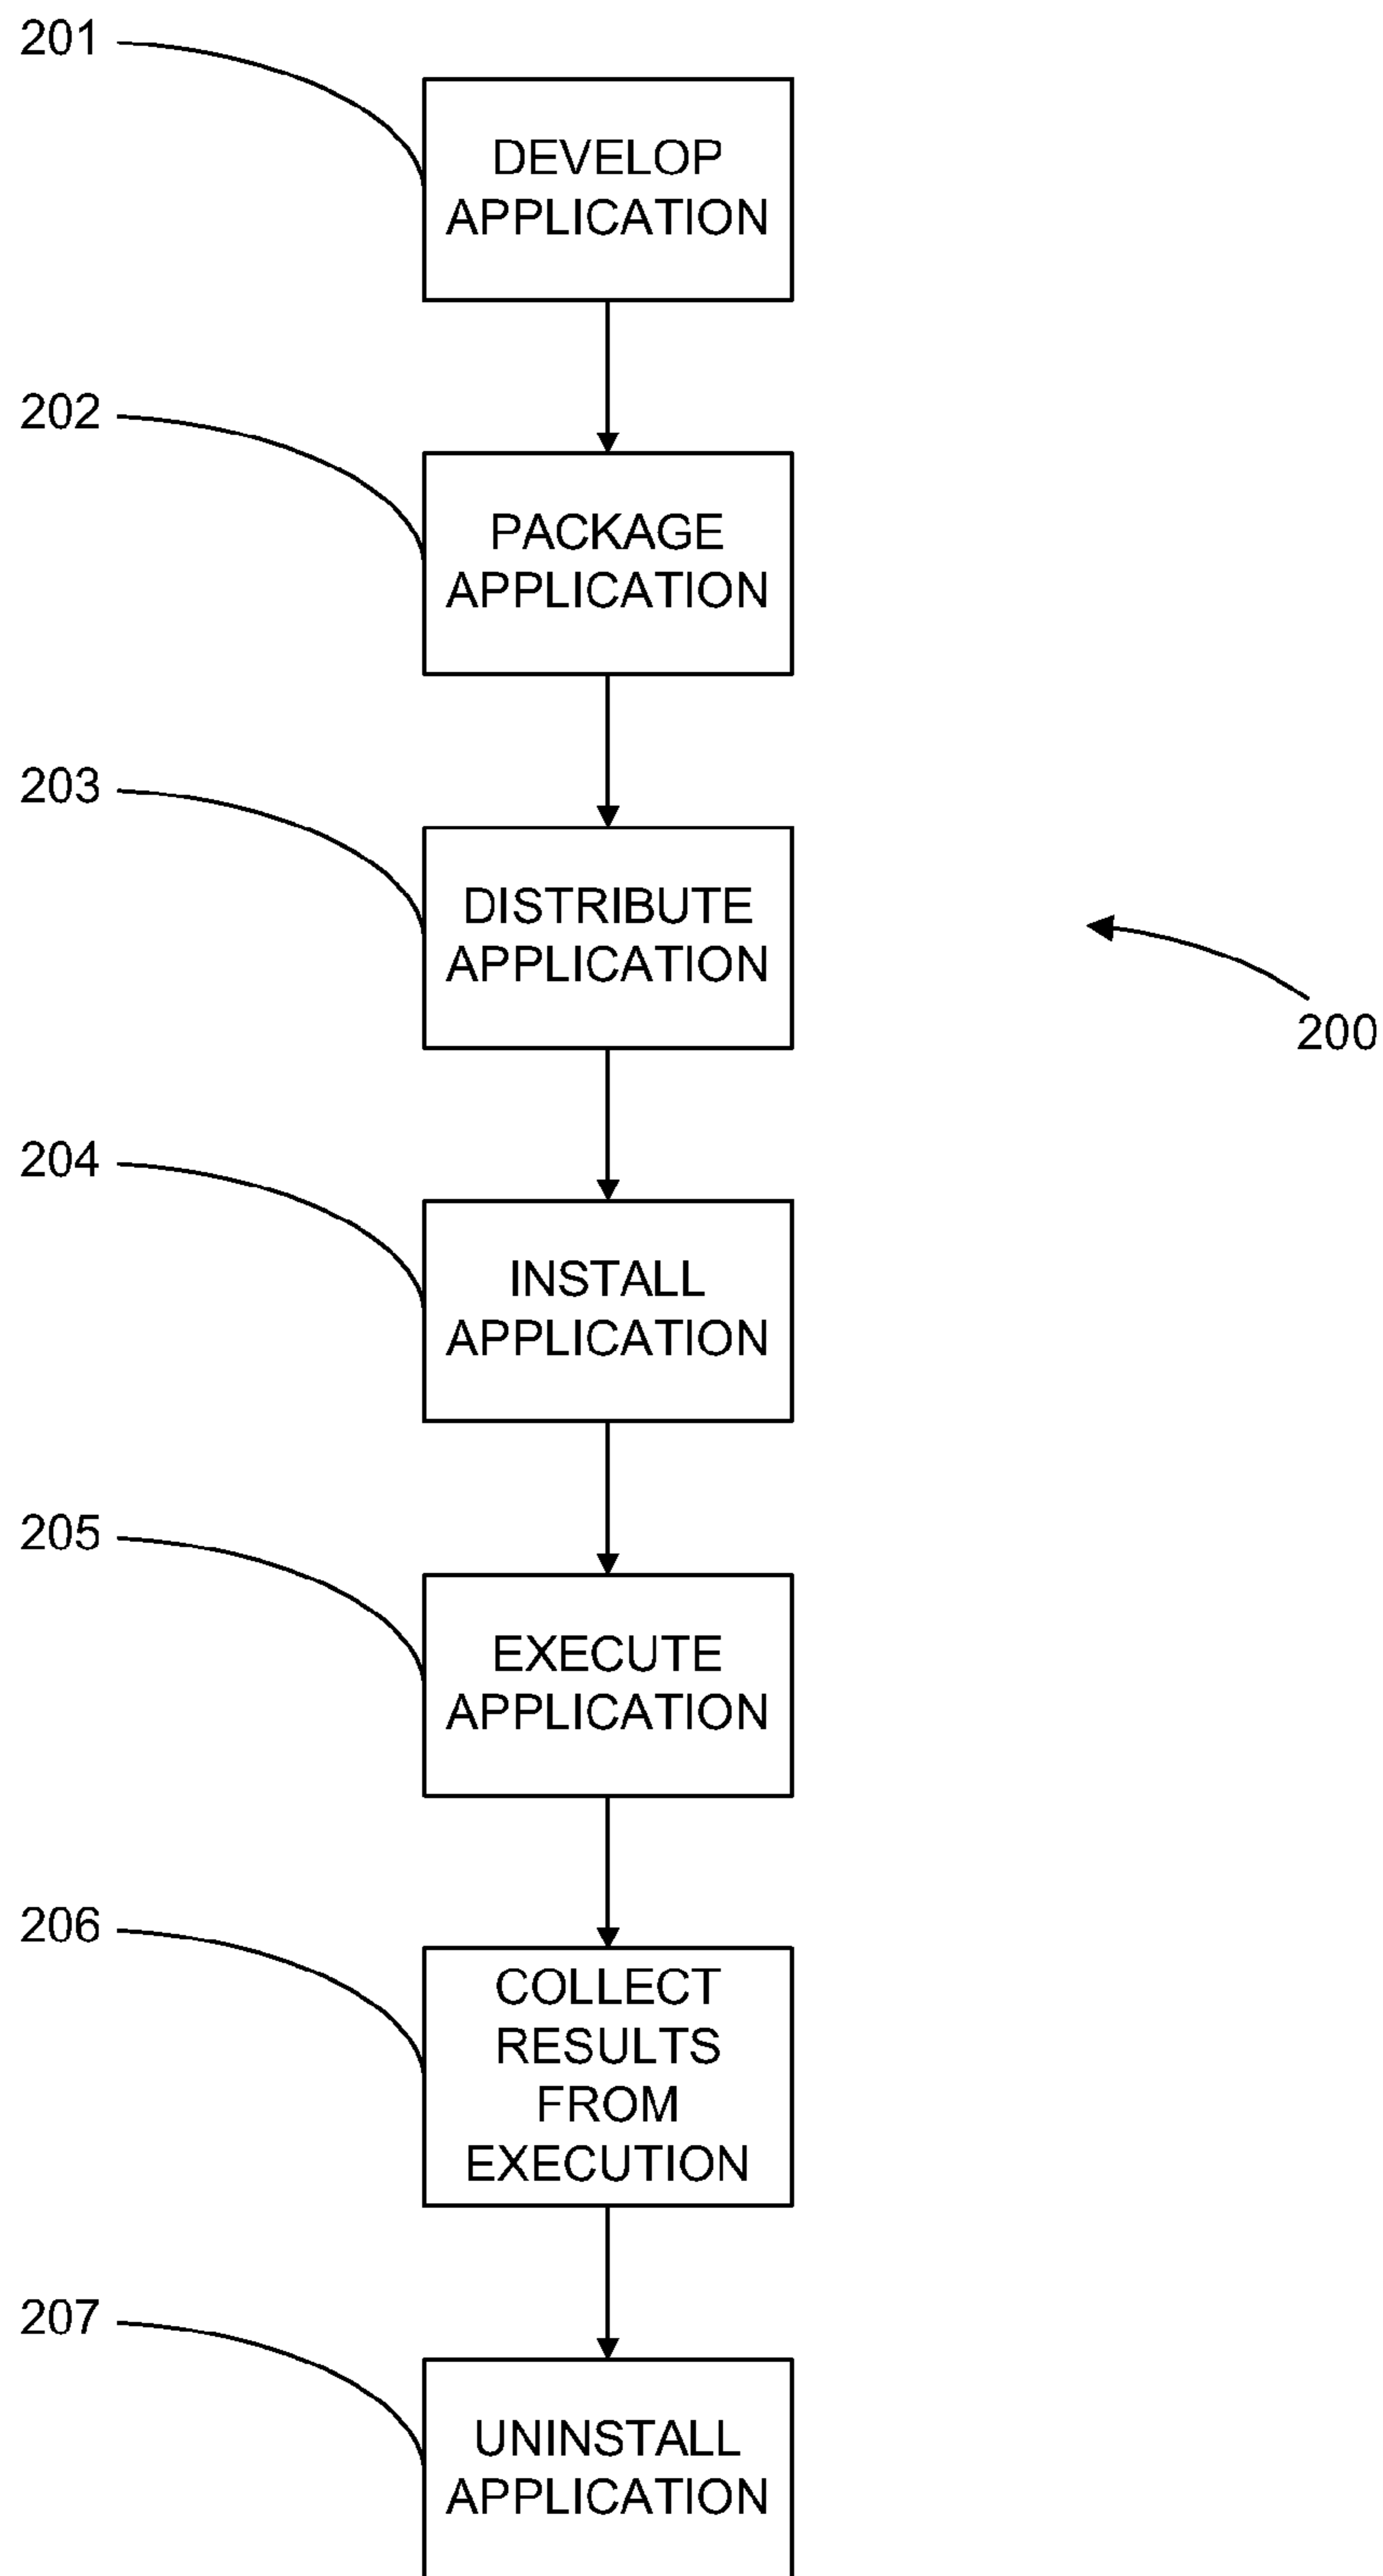 201
DEVELOP
APPLICATION
202
PACKAGE
APPLICATION
203
DISTRIBUTE
APPLICATION
200
204
INSTALL
APPLICATION
205
EXECUTE
APPLICATION
206
COLLECT
RESULTS
FROM
EXECUTION
207
UNINSTALL
APPLICATION